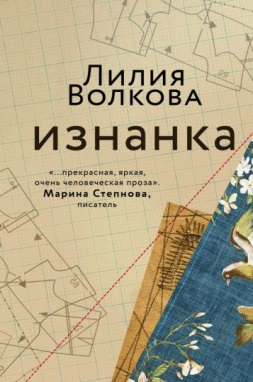 ЛИЛИЯ
ВОЛКОВА
ИЗНАНКА
«...прекрасная, яркая,
очень человеческая проза».
Марина Степнова,
писатель